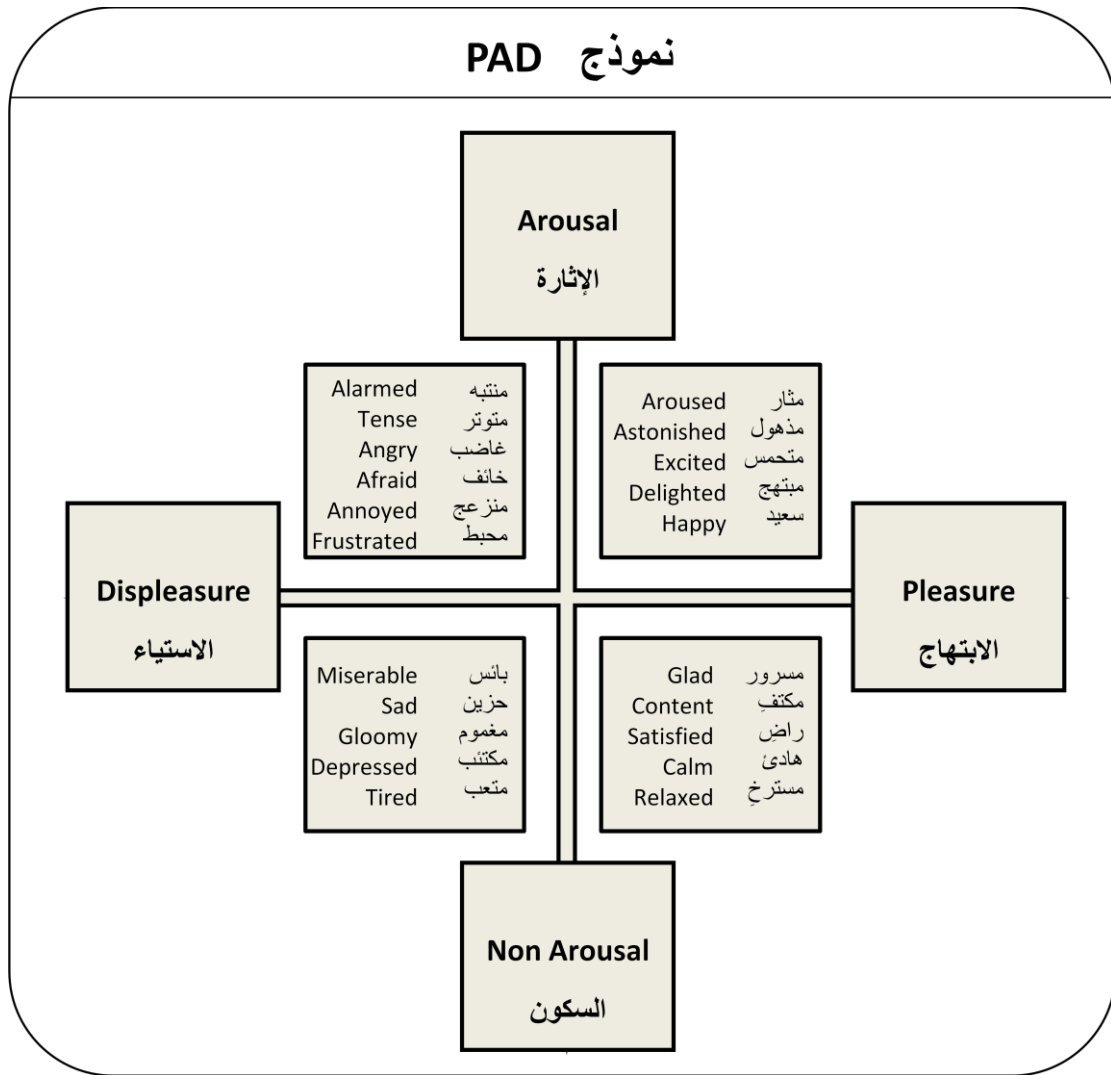 نموذج PAD
Arousal
الإثارة
Alarmed منتبه
Tense متوتر
Angry غاضب
Afraid خائف
Annoyed منزعج
Frustrated محبط
Aroused مثار
Astonished مذهول
Excited متحمس
Delighted مبتهج
Happy سعيد
Displeasure
الاستياء
Pleasure
الابتهاج
Miserable بائس
Sad حزين
Gloomy مغموم
Depressed مكتئب
Tired متعب
Glad مسرور
Content مكتفِ
Satisfied راضِ
Calm هادئ
Relaxed مسترخِ
Non Arousal
السكون